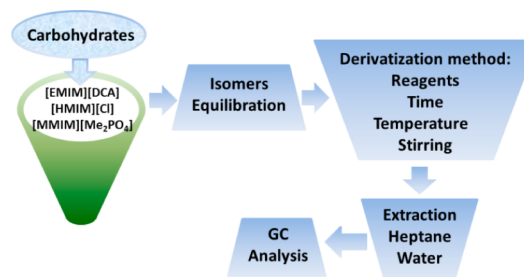 Carbohydrates
[EMIM][DCA]
[HMIM][Cl]
[MMIM][Me₂PO₄]
Isomers
Equilibration
Derivatization method:
Reagents
Time
Temperature
Stirring
Extraction
Heptane
Water
GC
Analysis